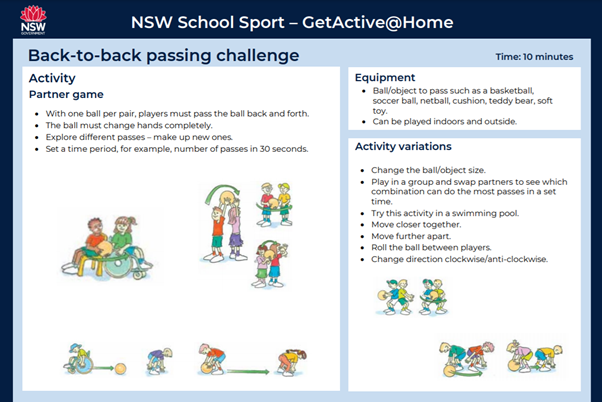 NSW
GOVERNMENT
NSW School Sport – GetActive@Home
Back-to-back passing challenge
Time: 10 minutes
Activity
Partner game
• With one ball per pair, players must pass the ball back and forth.
• The ball must change hands completely.
• Explore different passes – make up new ones.
• Set a time period, for example, number of passes in 30 seconds.
Equipment
• Ball/object to pass such as a basketball,
soccer ball, netball, cushion, teddy bear, soft
toy.
• Can be played indoors and outside.
Activity variations
• Change the ball/object size.
• Play in a group and swap partners to see which
combination can do the most passes in a set
time.
• Try this activity in a swimming pool.
• Move closer together.
• Move further apart.
• Roll the ball between players.
• Change direction clockwise/anti-clockwise.